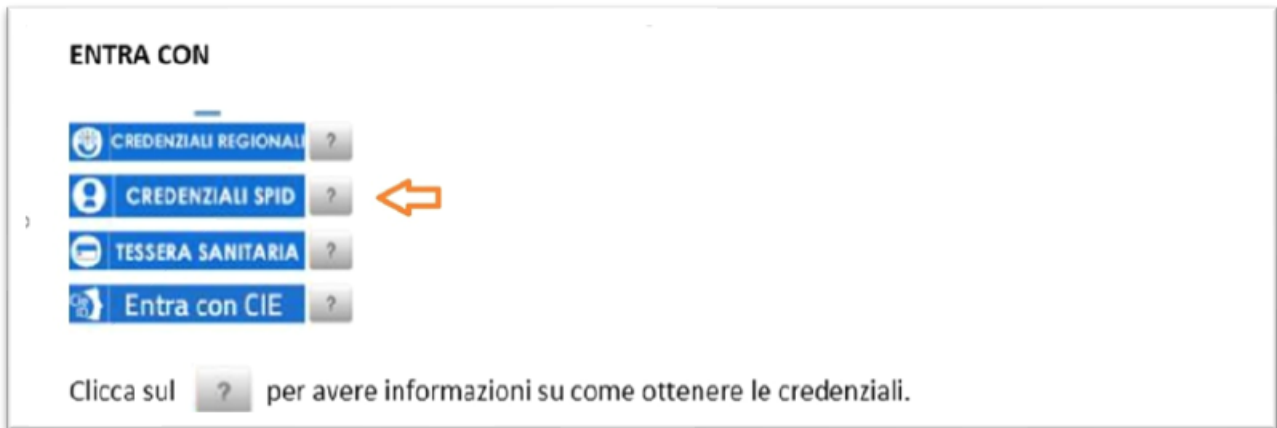 ENTRA CON
CREDENZIALI REGIONALI ?
CREDENZIALI SPID ?
TESSERA SANITARIA ?
Entra con CIE ?
Clicca sul ? per avere informazioni su come ottenere le credenziali.